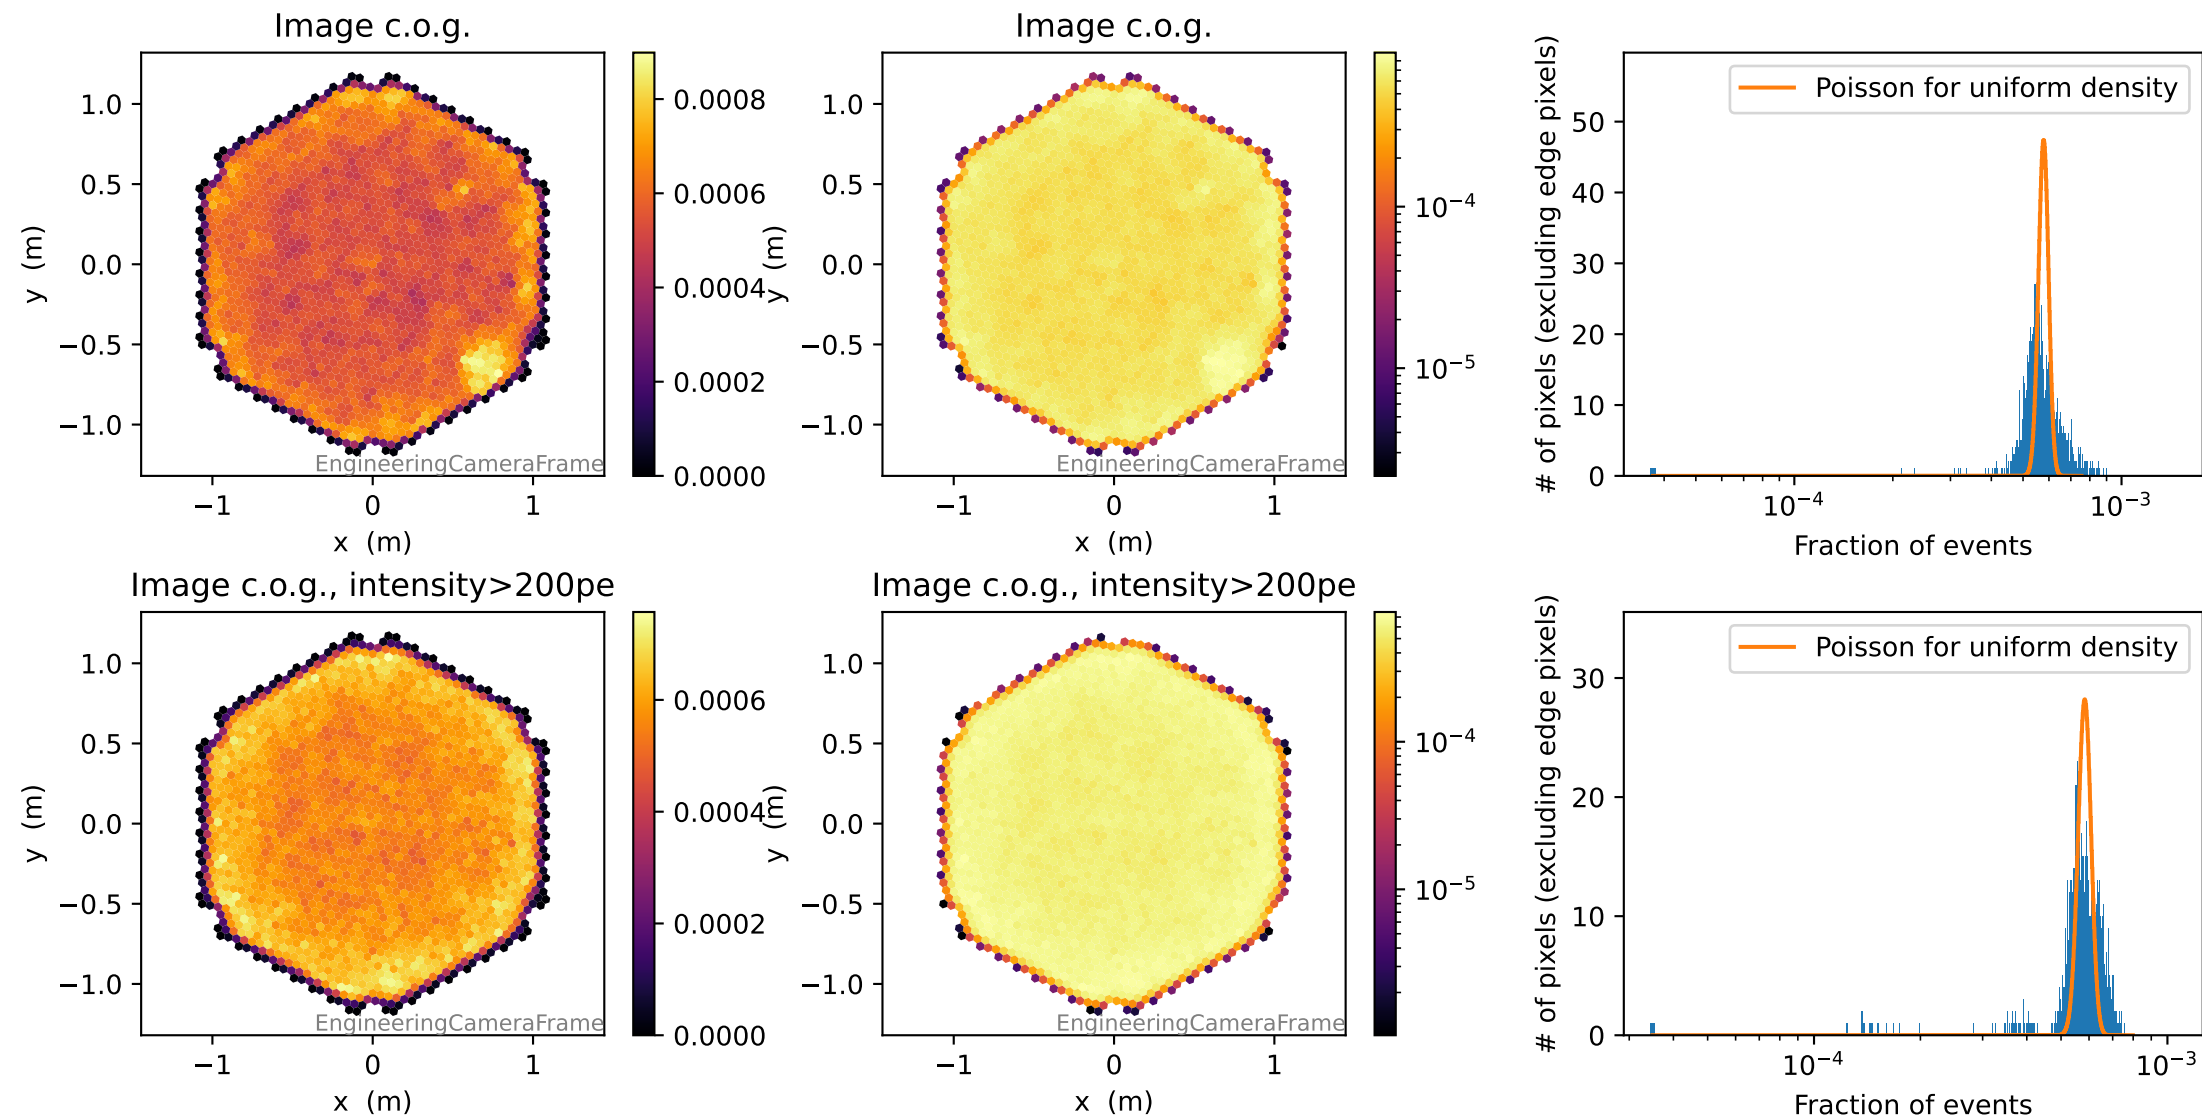 Image c.o.g.
1.0
0.5
0.0
−0.5
−1.0
y (m)
−1
0
1
x (m)
EngineeringCameraFrame
0.0008
0.0006
0.0004
0.0002
0.0000
Image c.o.g.
1.0
0.5
0.0
−0.5
−1.0
y (m)
−1
0
1
x (m)
EngineeringCameraFrame
10−4
10−5
Poisson for uniform density
# of pixels (excluding edge pixels)
50
40
30
20
10
0
10−4
10−3
Fraction of events
Image c.o.g., intensity>200pe
1.0
0.5
0.0
−0.5
−1.0
y (m)
−1
0
1
x (m)
EngineeringCameraFrame
0.0006
0.0004
0.0002
0.0000
Image c.o.g., intensity>200pe
1.0
0.5
0.0
−0.5
−1.0
y (m)
−1
0
1
x (m)
EngineeringCameraFrame
10−4
10−5
Poisson for uniform density
# of pixels (excluding edge pixels)
30
20
10
0
10−4
10−3
Fraction of events